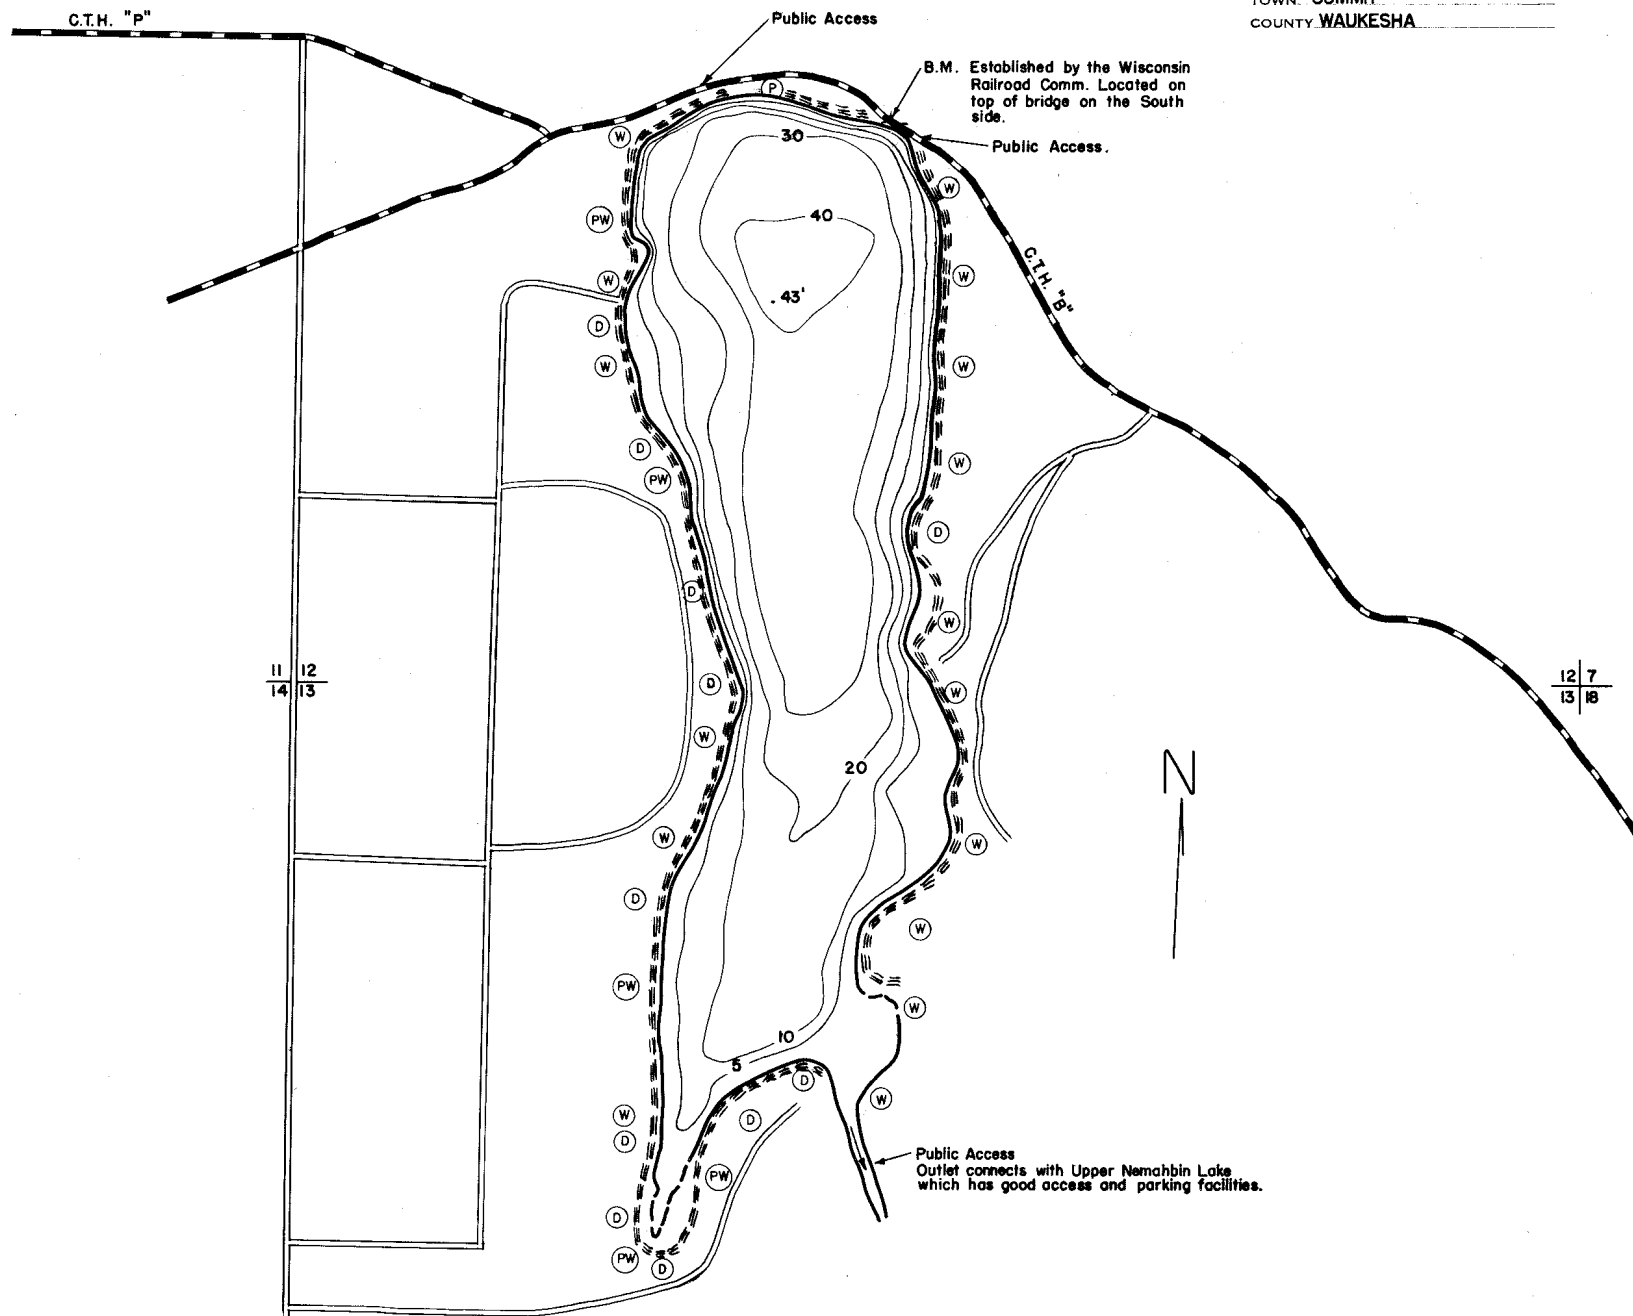 TOWN SUMMIT
COUNTY WAUKESHA
C.T.H. "P"
Public Access
B.M. Established by the Wisconsin
Railroad Comm. Located on
top of bridge on the South
side.
Public Access.
P
W
30
W
PW
40
C.T.H. "B"
W
W
43'
D
W
W
D
W
PW
D
D
W
11 12
14 13
D
W
12 7
13 18
W
N
20
W
W
D
W
PW
W
10
5
D
W
W
D
D
Public Access
Outlet connects with Upper Nemahbin Lake
which has good access and parking facilities.
PW
D
PW
D